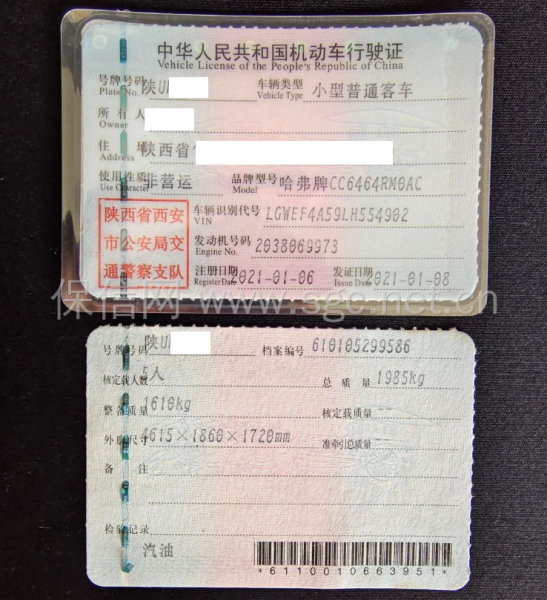 中华人民共和国机动车行驶证
Vehicle License of the People's Republic of China
号牌号码 陕U 车辆类型 小型普通客车
Plate No. Vehicle Type
所有人
Owner
住址 陕西省
Address
使用性质 非营运 品牌型号 哈弗牌CC6464RM0AC
Use Character Model
陕西省西安
市公安局交
通警察支队
车辆识别代号 LGWEF4A59LH554902
VIN
发动机号码 2038069973
Engine No.
注册日期 2021-01-06 发证日期 2021-01-08
Register Date Issue Date
保信网 www.sgc.net.cn
号牌号码 陕U 档案编号 610105299586
核定载人数 5人 总质量 1985kg
整备质量 1610kg 核定载质量 --
外廓尺寸 4615×1860×1720mm 准牵引总质量 --
备注
检验记录
汽油
*6110010663951*